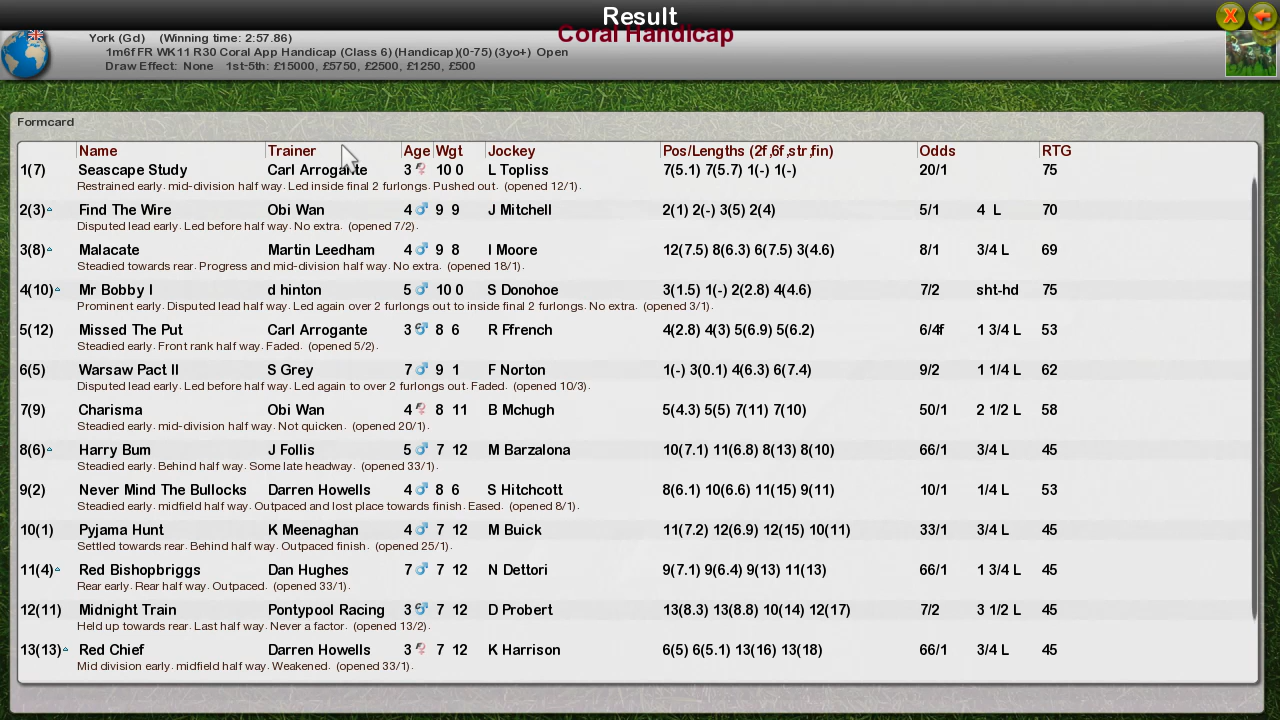 Result
Coral Handicap
York (Gd) (Winning time: 2:57.86)
1m6f FR WK11 R30 Coral App Handicap (Class 6) (Handicap)(0-75) (3yo+) Open
Draw Effect: None 1st-5th: £15000, £5750, £2500, £1250, £500
Formcard
Name Trainer Age Wgt Jockey Pos/Lengths (2f,6f,str,fin) Odds RTG
1(7) Seascape Study Carl Arrogante 3 10 0 L Topliss 7(5.1) 7(5.7) 1(-) 1(-) 20/1 75
Restrained early. mid-division half way. Led inside final 2 furlongs. Pushed out. (opened 12/1).
2(3) Find The Wire Obi Wan 4 9 9 J Mitchell 2(1) 2(-) 3(5) 2(4) 5/1 4 L 70
Disputed lead early. Led before half way. No extra. (opened 7/2).
3(8) Malacate Martin Leedham 4 9 8 I Moore 12(7.5) 8(6.3) 6(7.5) 3(4.6) 8/1 3/4 L 69
Steadied towards rear. Progress and mid-division half way. No extra. (opened 18/1).
4(10) Mr Bobby I d hinton 5 10 0 S Donohoe 3(1.5) 1(-) 2(2.8) 4(4.6) 7/2 sht-hd 75
Prominent early. Disputed lead half way. Led again over 2 furlongs out to inside final 2 furlongs. No extra. (opened 3/1).
5(12) Missed The Put Carl Arrogante 3 8 6 R Ffrench 4(2.8) 4(3) 5(6.9) 5(6.2) 6/4f 1 3/4 L 53
Steadied early. Front rank half way. Faded. (opened 5/2).
6(5) Warsaw Pact II S Grey 7 9 1 F Norton 1(-) 3(0.1) 4(6.3) 6(7.4) 9/2 1 1/4 L 62
Disputed lead early. Led before half way. Led again to over 2 furlongs out. Faded. (opened 10/3).
7(9) Charisma Obi Wan 4 8 11 B Mchugh 5(4.3) 5(5) 7(11) 7(10) 50/1 2 1/2 L 58
Steadied early. mid-division half way. Not quicken. (opened 20/1).
8(6) Harry Bum J Follis 5 7 12 M Barzalona 10(7.1) 11(6.8) 8(13) 8(10) 66/1 3/4 L 45
Steadied early. Behind half way. Some late headway. (opened 33/1).
9(2) Never Mind The Bullocks Darren Howells 4 8 6 S Hitchcott 8(6.1) 10(6.6) 11(15) 9(11) 10/1 1/4 L 53
Steadied early. midfield half way. Outpaced and lost place towards finish. Eased. (opened 8/1).
10(1) Pyjama Hunt K Meenaghan 4 7 12 M Buick 11(7.2) 12(6.9) 12(15) 10(11) 33/1 3/4 L 45
Settled towards rear. Behind half way. Outpaced finish. (opened 25/1).
11(4) Red Bishopbriggs Dan Hughes 7 7 12 N Dettori 9(7.1) 9(6.4) 9(13) 11(13) 66/1 1 3/4 L 45
Rear early. Rear half way. Outpaced. (opened 33/1).
12(11) Midnight Train Pontypool Racing 3 7 12 D Probert 13(8.3) 13(8.8) 10(14) 12(17) 7/2 3 1/2 L 45
Held up towards rear. Last half way. Never a factor. (opened 13/2).
13(13) Red Chief Darren Howells 3 7 12 K Harrison 6(5) 6(5.1) 13(16) 13(18) 66/1 3/4 L 45
Mid division early. midfield half way. Weakened. (opened 33/1).